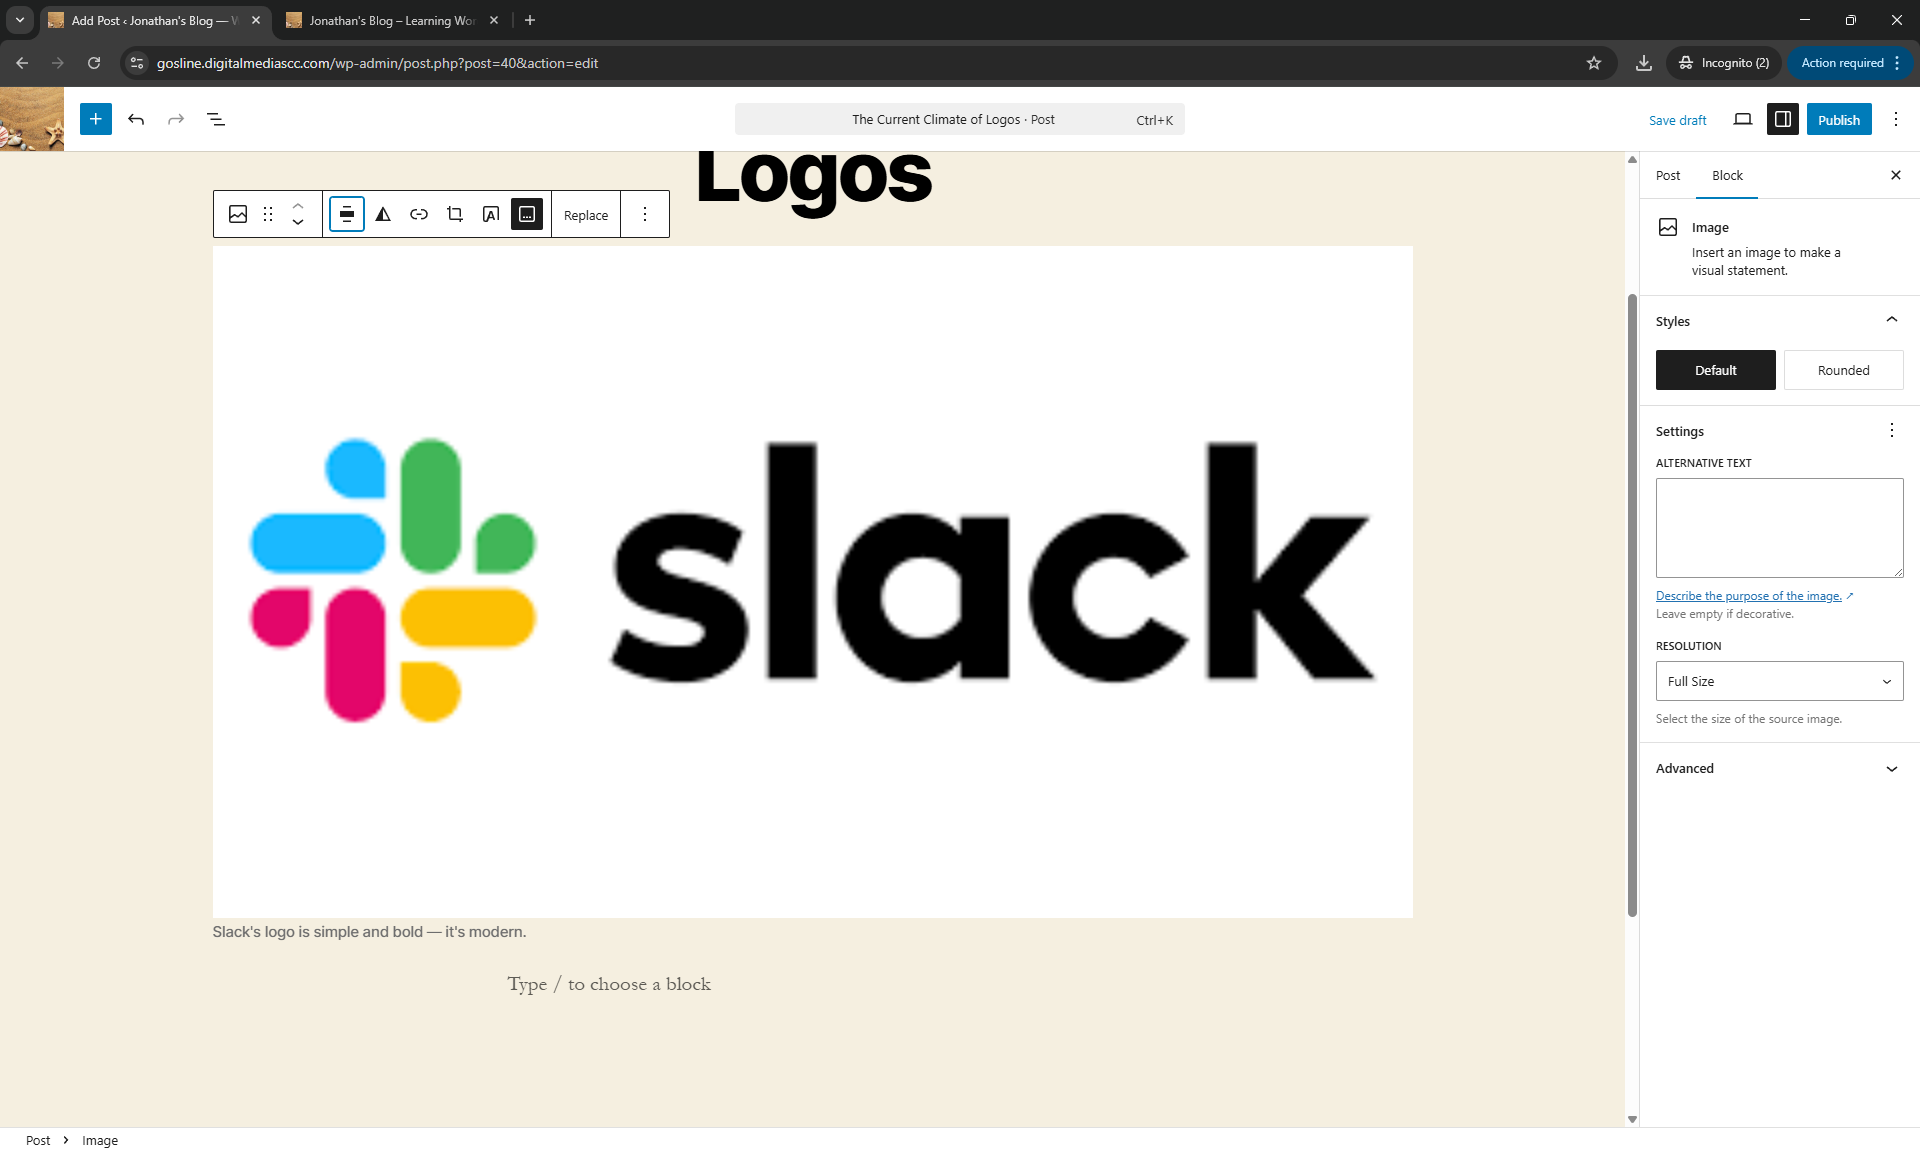 Add Post ‹ Jonathan's Blog — W
Jonathan's Blog – Learning Wo
gosline.digitalmediascc.com/wp-admin/post.php?post=40&action=edit
Incognito (2)
Action required
The Current Climate of Logos · Post
Ctrl+K
Save draft
Publish
Logos
Replace
slack
Slack's logo is simple and bold — it's modern.
Type / to choose a block
Post
Block
Image
Insert an image to make a
visual statement.
Styles
Default
Rounded
Settings
ALTERNATIVE TEXT
Describe the purpose of the image. ↗
Leave empty if decorative.
RESOLUTION
Full Size
Select the size of the source image.
Advanced
Post › Image